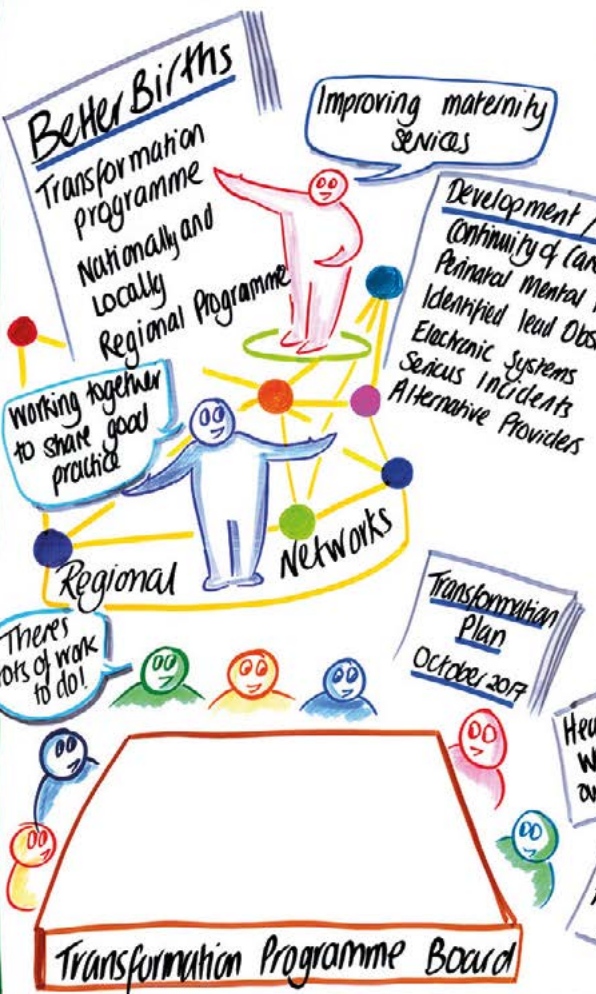 Better Births
Transformation
programme
Nationally and
Locally
Regional Programme
Improving maternity
services
Development /
Continuity of Car
Perinatal Mental
Identified lead Obs
Electronic Systems
Serious Incidents
Alternative Providers
Working together
to share good
practice
Regional
Networks
Transformation
Plan
October 2017
Theres
lots of work
to do!
Transformation Programme Board